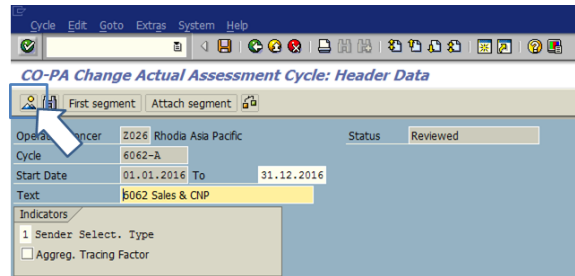 Cycle Edit Goto Extras System Help
CO-PA Change Actual Assessment Cycle: Header Data
First segment Attach segment
Z026 Rhodia Asia Pacific Status Reviewed
Cycle 6062-A
Start Date 01.01.2016 To 31.12.2016
Text 6062 Sales & CNP
Indicators
1 Sender Select. Type
Aggreg. Tracing Factor